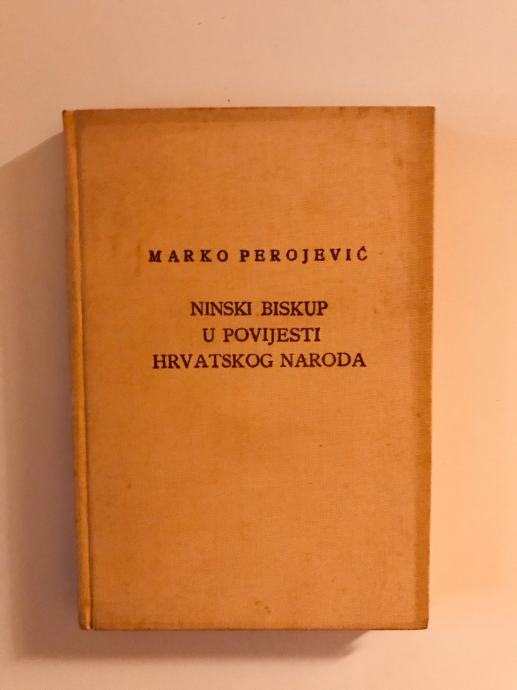 MARKO PEROJEVIĆ
NINSKI BISKUP
U POVIJESTI
HRVATSKOG NARODA